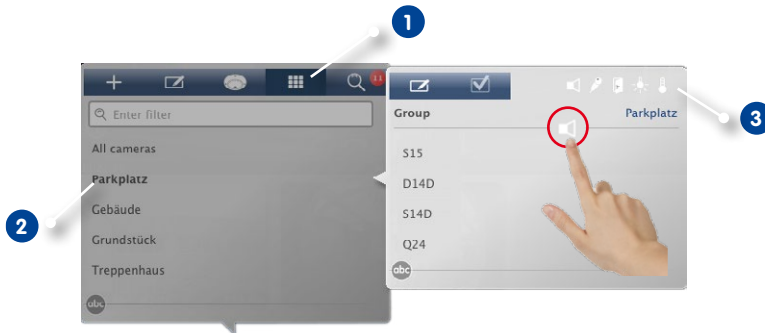 1
11
Enter filter
Group Parkplatz
3
All cameras
S15
Parkplatz
D14D
2
Gebäude
S14D
Grundstück
Q24
Treppenhaus
abc
abc